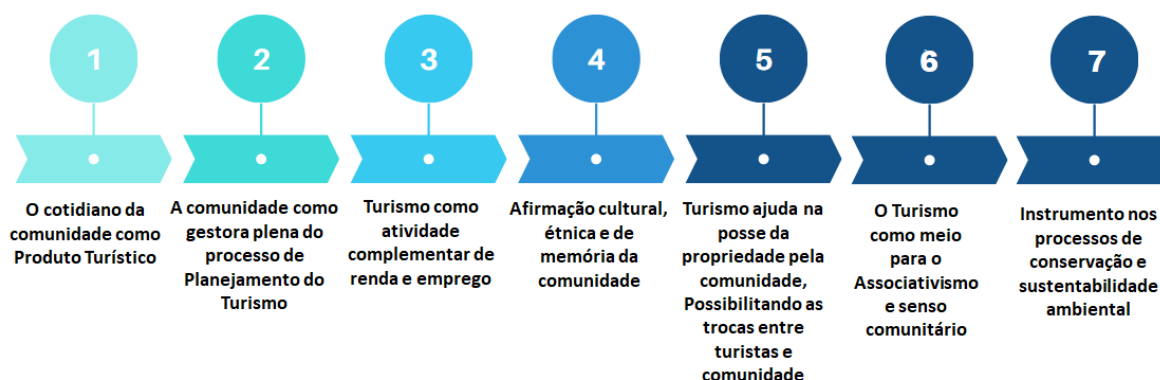 1
O cotidiano da
comunidade como
Produto Turístico
2
A comunidade como
gestora plena do
processo de
Planejamento do
Turismo
3
Turismo como
atividade
complementar de
renda e emprego
4
Afirmação cultural,
étnica e de
memória da
comunidade
5
Turismo ajuda na
posse da
propriedade pela
comunidade,
Possibilitando as
trocas entre
turistas e
comunidade
6
O Turismo
como meio
para o
Associativismo
e senso
comunitário
7
Instrumento nos
processos de
conservação e
sustentabilidade
ambiental